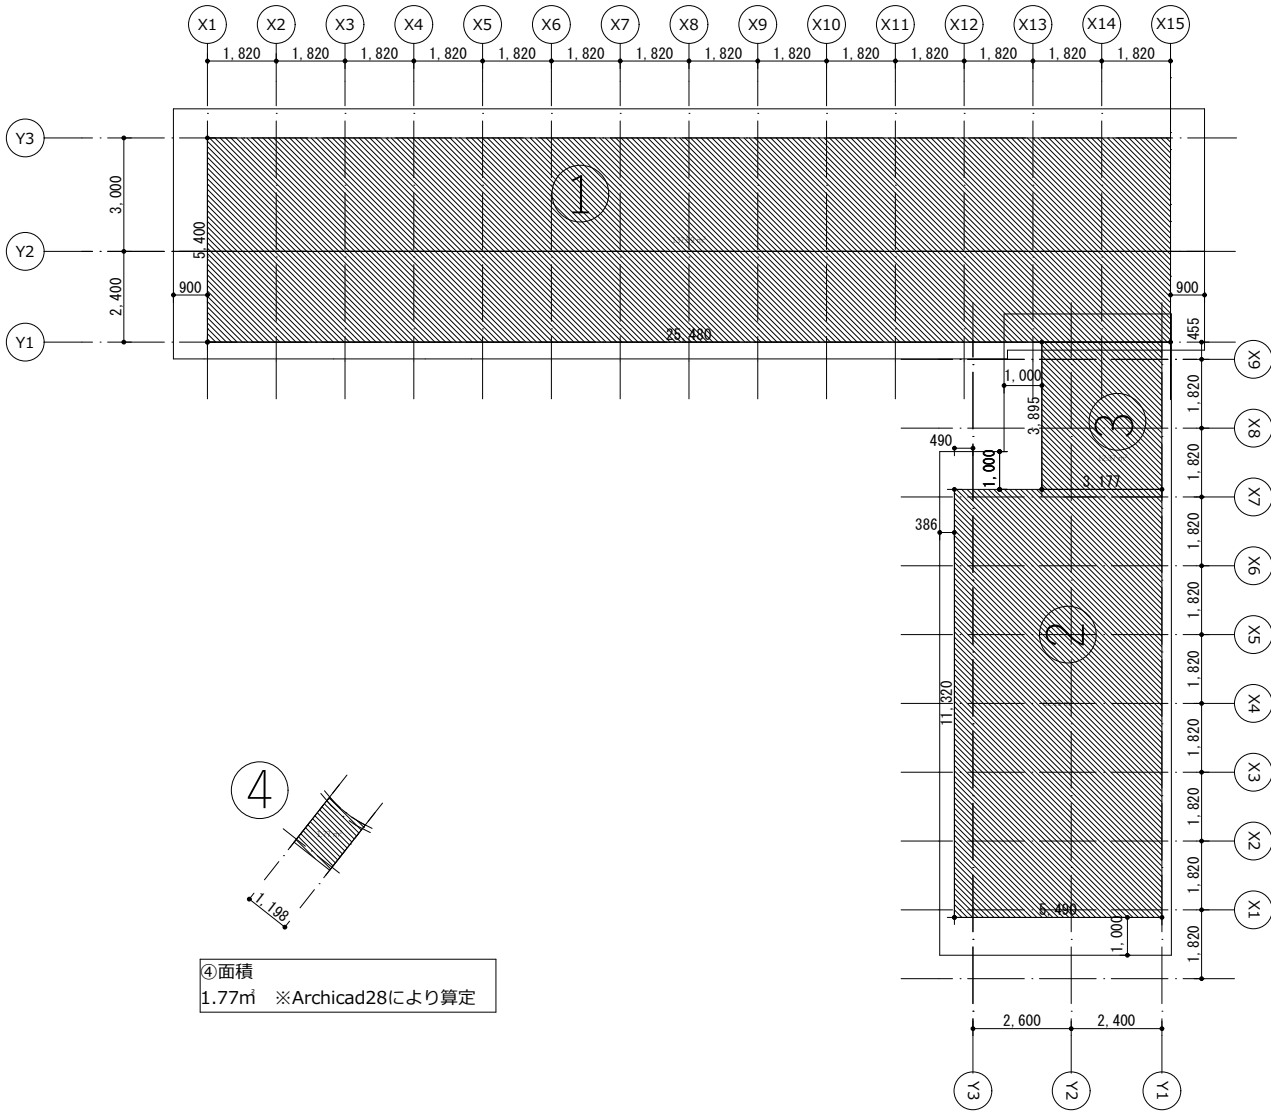 X1 X2 X3 X4 X5 X6 X7 X8 X9 X10 X11 X12 X13 X14 X15
1,820 1,820 1,820 1,820 1,820 1,820 1,820 1,820 1,820 1,820 1,820 1,820 1,820 1,820
Y3
3,000
1
5,400
Y2
900
900
2,400
Y1
25,480
455
X9
1,000
1,820
3,895
3
X8
490
1,000
1,820
3,177
X7
386
1,820
X6
1,820
2
X5
1,820
11,320
X4
1,820
X3
4
1,820
X2
1,820
1,198
5,490
X1
1,000
1,820
④面積
1.77㎡ ※Archicad28により算定
2,600 2,400
Y3 Y2 Y1